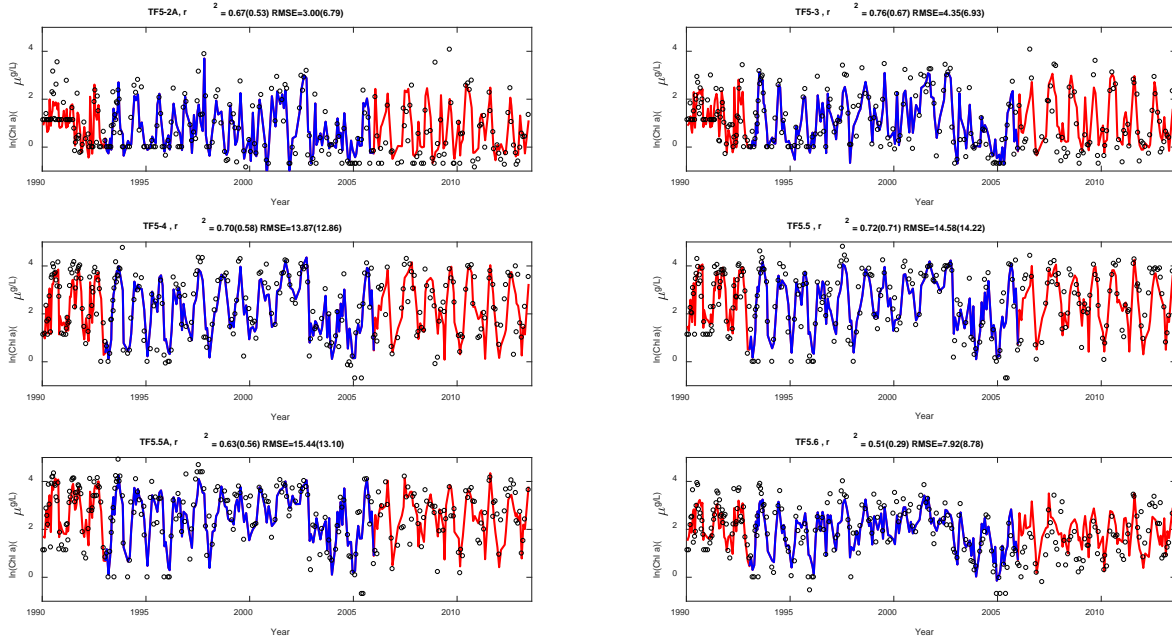 TF5-2A, r² = 0.67(0.53) RMSE=3.00(6.79)
ln(Chl a)( μg/L)
4
2
0
1990 1995 2000 2005 2010
Year
TF5-3 , r² = 0.76(0.67) RMSE=4.35(6.93)
ln(Chl a)( μg/L)
4
2
0
1990 1995 2000 2005 2010
Year
TF5-4 , r² = 0.70(0.58) RMSE=13.87(12.86)
ln(Chl a)( μg/L)
4
2
0
1990 1995 2000 2005 2010
Year
TF5.5 , r² = 0.72(0.71) RMSE=14.58(14.22)
ln(Chl a)( μg/L)
4
2
0
1990 1995 2000 2005 2010
Year
TF5.5A, r² = 0.63(0.56) RMSE=15.44(13.10)
ln(Chl a)( μg/L)
4
2
0
1990 1995 2000 2005 2010
Year
TF5.6 , r² = 0.51(0.29) RMSE=7.92(8.78)
ln(Chl a)( μg/L)
4
2
0
1990 1995 2000 2005 2010
Year